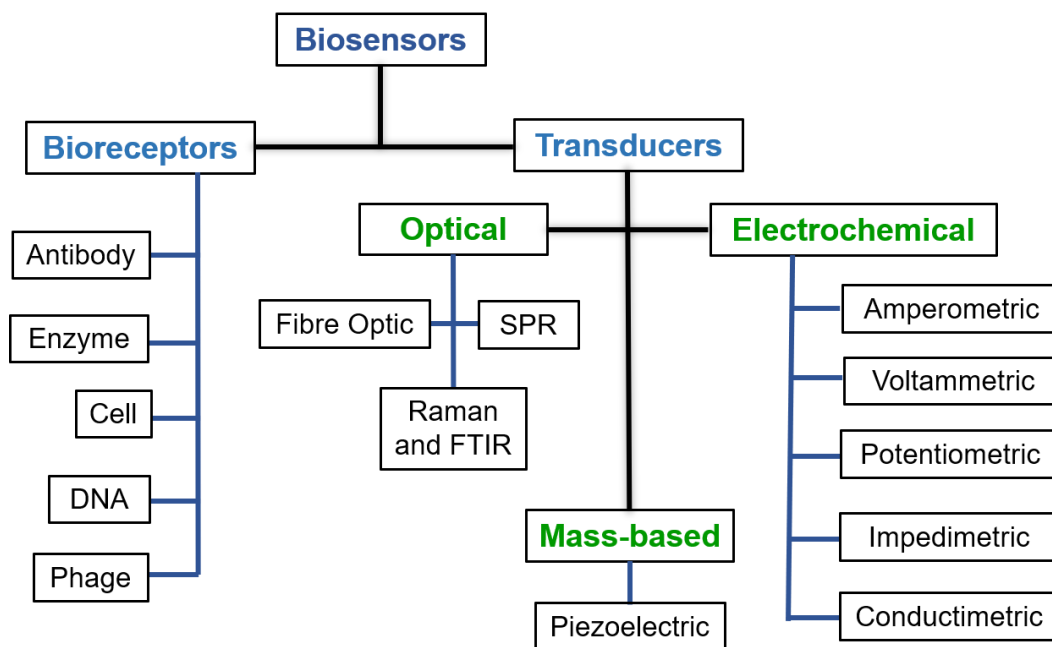 Biosensors
Bioreceptors
Transducers
Optical
Electrochemical
Antibody
Enzyme
Cell
DNA
Phage
Fibre Optic
SPR
Raman
and FTIR
Mass-based
Piezoelectric
Amperometric
Voltammetric
Potentiometric
Impedimetric
Conductimetric